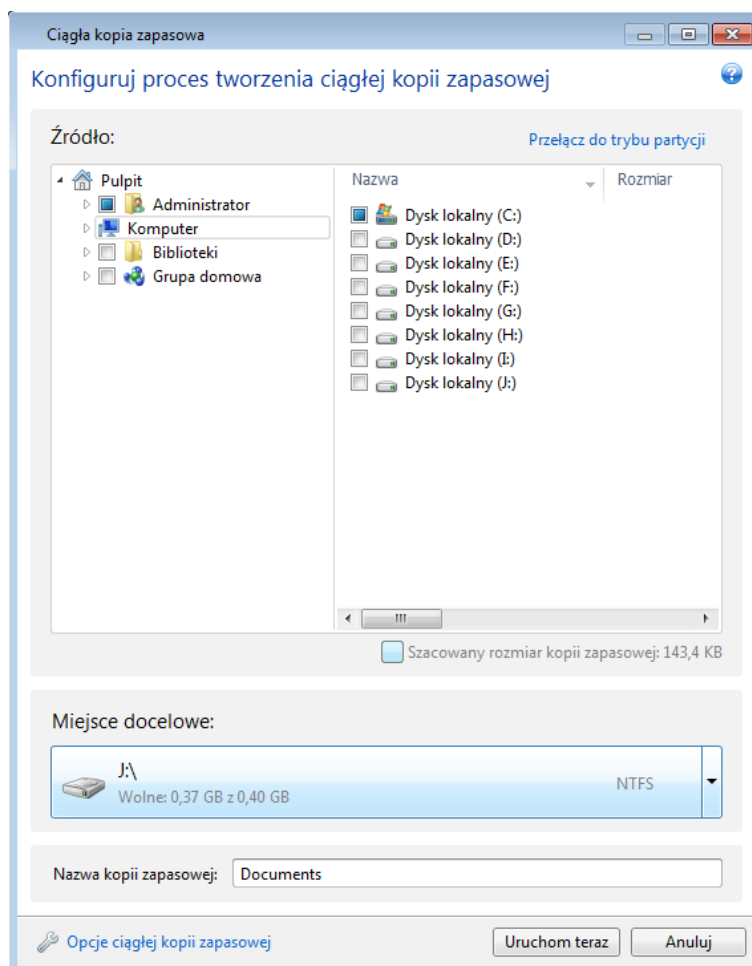 Ciągła kopia zapasowa
Konfiguruj proces tworzenia ciągłej kopii zapasowej
Źródło:
Przełącz do trybu partycji
Pulpit
Administrator
Komputer
Biblioteki
Grupa domowa
Nazwa
Rozmiar
Dysk lokalny (C:)
Dysk lokalny (D:)
Dysk lokalny (E:)
Dysk lokalny (F:)
Dysk lokalny (G:)
Dysk lokalny (H:)
Dysk lokalny (I:)
Dysk lokalny (J:)
Szacowany rozmiar kopii zapasowej: 143,4 KB
Miejsce docelowe:
J:\
Wolne: 0,37 GB z 0,40 GB
NTFS
Nazwa kopii zapasowej: Documents
Opcje ciągłej kopii zapasowej
Uruchom teraz
Anuluj